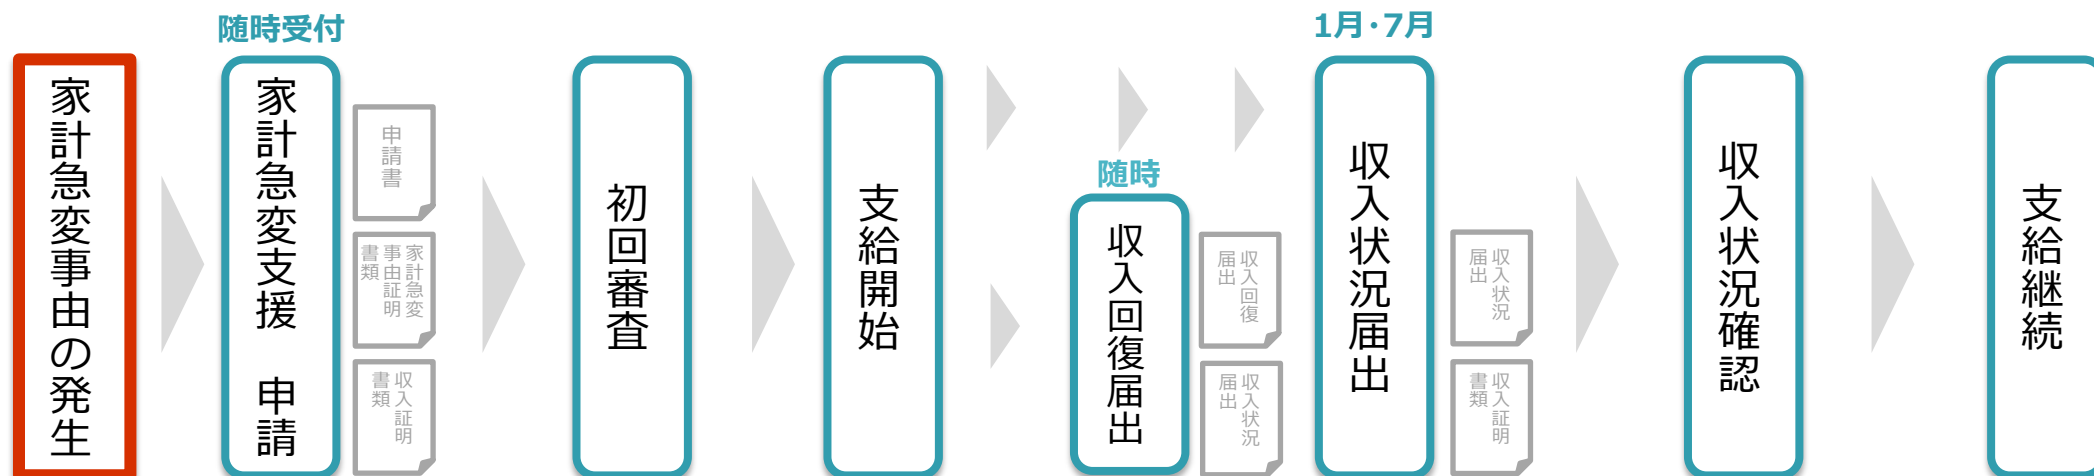 家計急変事由の発生
随時受付
家計急変支援　申請
申請書
家計急変
事由証明
書類
収入証明
書類
初回審査
支給開始
随時
収入回復届出
収入回復
届出
収入状況
届出
1月・7月
収入状況届出
収入状況
届出
収入証明
書類
収入状況確認
支給継続